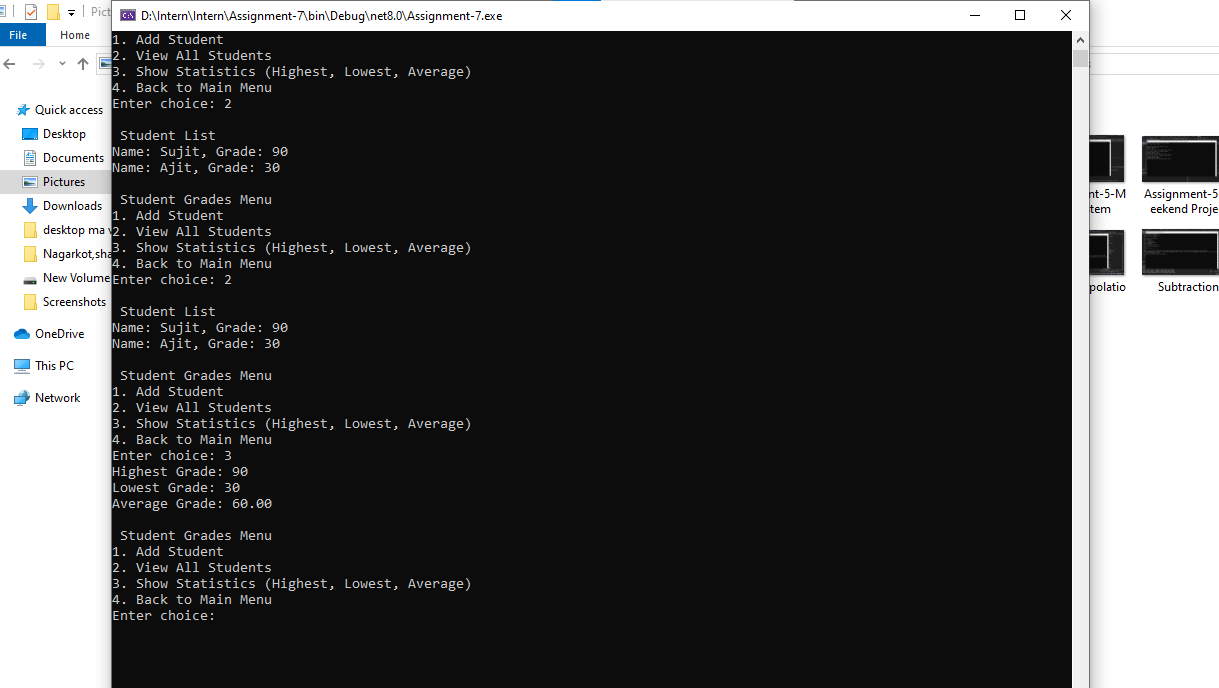 D:\Intern\Intern\Assignment-7\bin\Debug\net8.0\Assignment-7.exe
Pict
File
Home
Quick access
Desktop
Documents
Pictures
Downloads
desktop ma v
Nagarkot,sha
New Volume
Screenshots
OneDrive
This PC
Network
1. Add Student
2. View All Students
3. Show Statistics (Highest, Lowest, Average)
4. Back to Main Menu
Enter choice: 2
Student List
Name: Sujit, Grade: 90
Name: Ajit, Grade: 30
Student Grades Menu
1. Add Student
2. View All Students
3. Show Statistics (Highest, Lowest, Average)
4. Back to Main Menu
Enter choice: 2
Student List
Name: Sujit, Grade: 90
Name: Ajit, Grade: 30
Student Grades Menu
1. Add Student
2. View All Students
3. Show Statistics (Highest, Lowest, Average)
4. Back to Main Menu
Enter choice: 3
Highest Grade: 90
Lowest Grade: 30
Average Grade: 60.00
Student Grades Menu
1. Add Student
2. View All Students
3. Show Statistics (Highest, Lowest, Average)
4. Back to Main Menu
Enter choice:
nt-5-M
tem
Assignment-5
eekend Proje
polatio
Subtraction